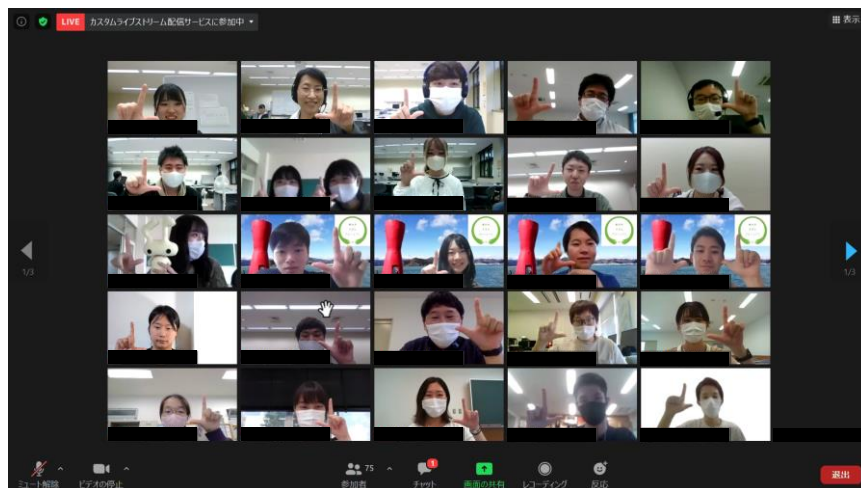 LIVE カスタムライブストリーム配信サービスに参加中
表示
1/3
1/3
ミュート解除
ビデオの停止
75
参加者
1
チャット
画面の共有
レコーディング
反応
退出